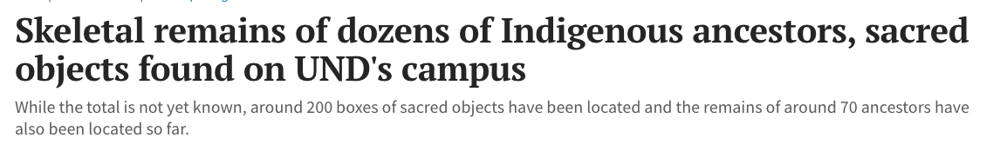 Skeletal remains of dozens of Indigenous ancestors, sacred
objects found on UND's campus
While the total is not yet known, around 200 boxes of sacred objects have been located and the remains of around 70 ancestors have
also been located so far.